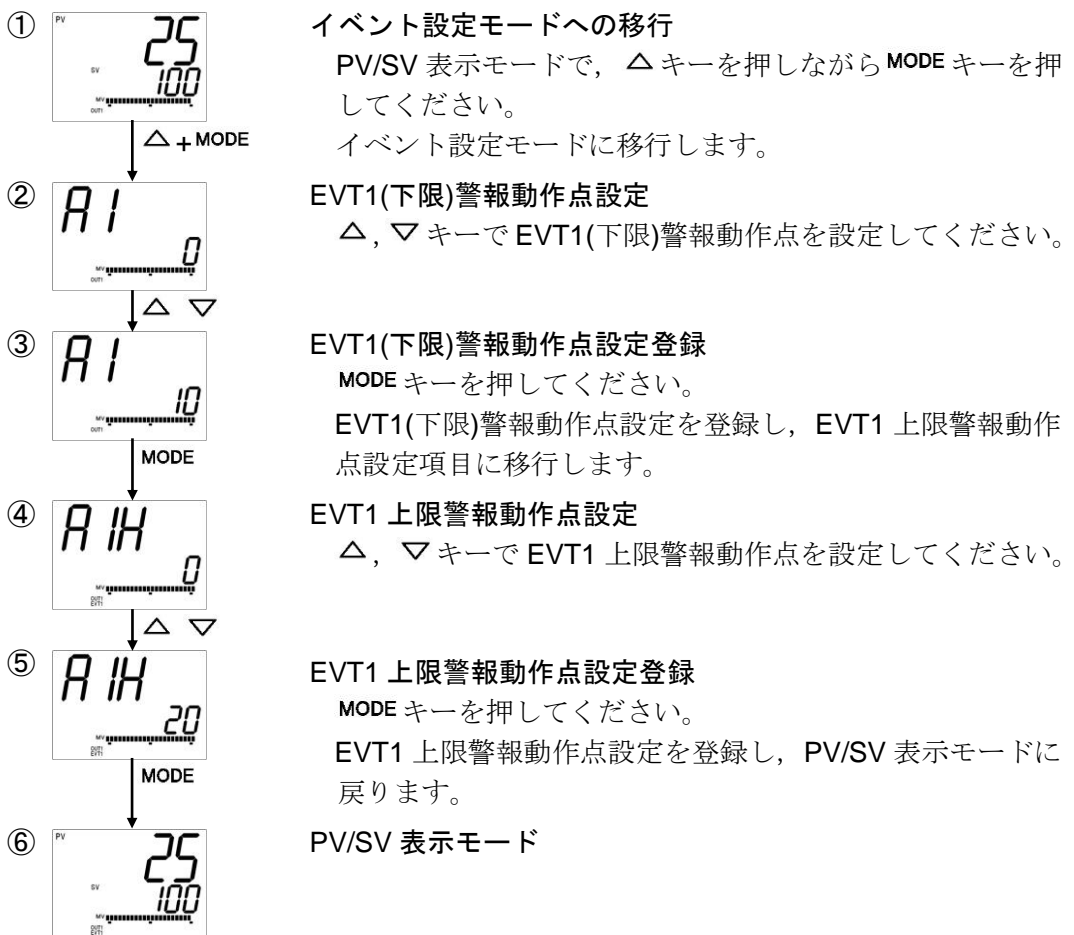 ①
PV
25
SV
100
MV
OUT1
△ + MODE
イベント設定モードへの移行
PV/SV 表示モードで，△ キーを押しながら MODE キーを押
してください。
イベント設定モードに移行します。
②
A1
0
MV
OUT1
△ ▽
EVT1(下限)警報動作点設定
△，▽ キーで EVT1(下限)警報動作点を設定してください。
③
A1
10
MV
OUT1
MODE
EVT1(下限)警報動作点設定登録
MODE キーを押してください。
EVT1(下限)警報動作点設定を登録し，EVT1 上限警報動作
点設定項目に移行します。
④
A1H
0
MV
OUT1
EVT1
△ ▽
EVT1 上限警報動作点設定
△，▽ キーで EVT1 上限警報動作点を設定してください。
⑤
A1H
20
MV
OUT1
EVT1
MODE
EVT1 上限警報動作点設定登録
MODE キーを押してください。
EVT1 上限警報動作点設定を登録し，PV/SV 表示モードに
戻ります。
⑥
PV
25
SV
100
MV
OUT1
EVT1
PV/SV 表示モード